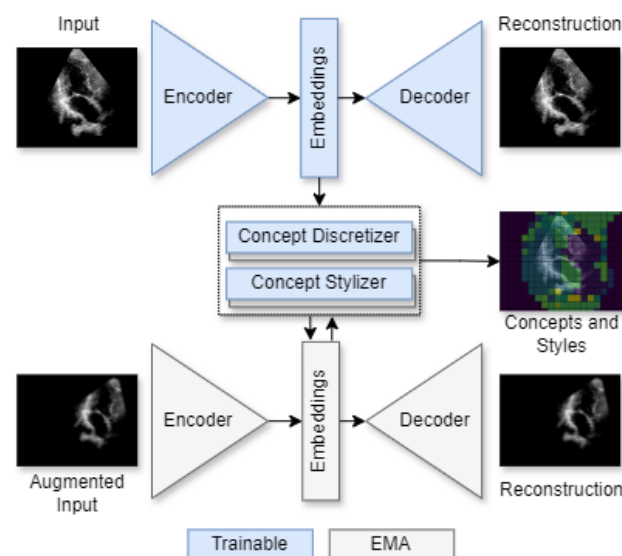 Input
Reconstruction
Encoder
Embeddings
Decoder
Concept Discretizer
Concept Stylizer
Concepts and
Styles
Encoder
Embeddings
Decoder
Augmented
Input
Reconstruction
Trainable
EMA